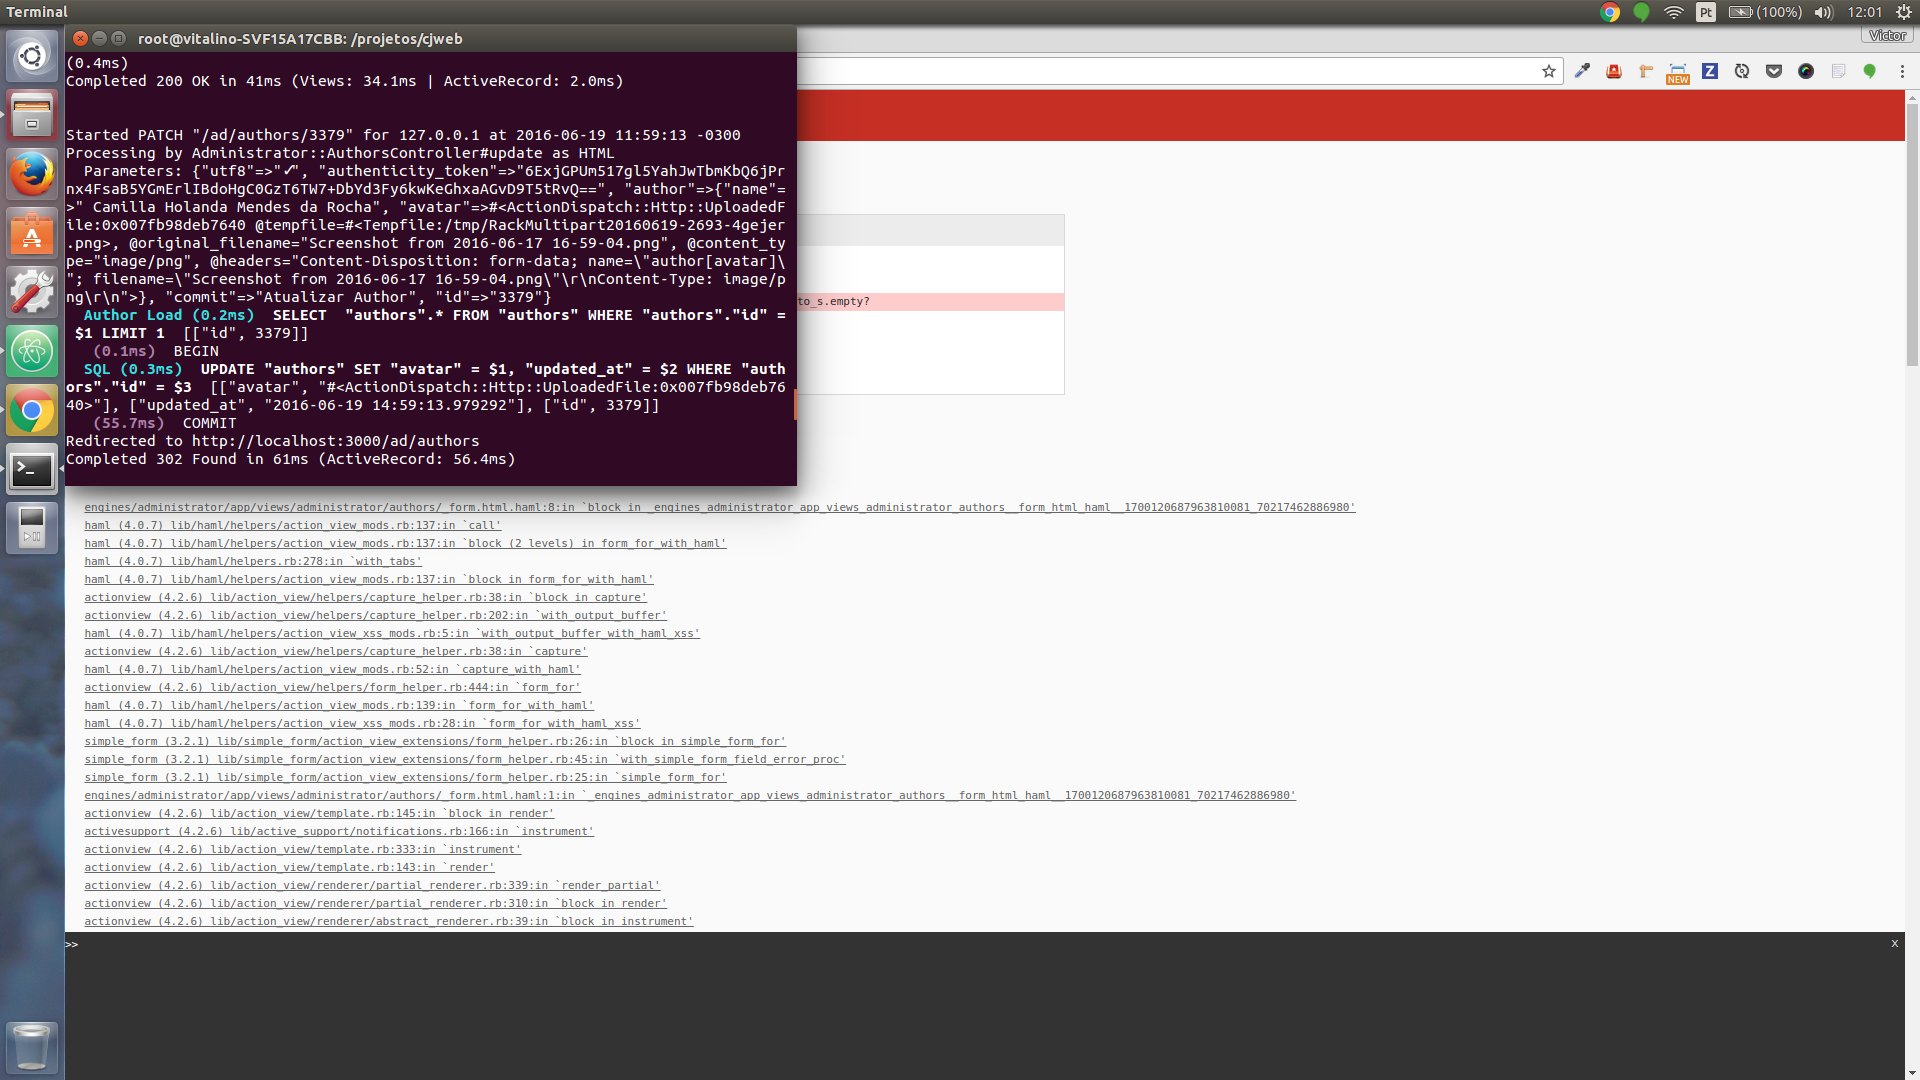 Terminal
Pt
(100%)
12:01
root@vitalino-SVF15A17CBB: /projetos/cjweb
Victor
NEW
Z
(0.4ms)
Completed 200 OK in 41ms (Views: 34.1ms | ActiveRecord: 2.0ms)
Started PATCH "/ad/authors/3379" for 127.0.0.1 at 2016-06-19 11:59:13 -0300
Processing by Administrator::AuthorsController#update as HTML
Parameters: {"utf8"=>"✓", "authenticity_token"=>"6ExjGPUm517gl5YahJwTbmKbQ6jPr
nx4FsaB5YGmErlIBdoHgC0GzT6TW7+DbYd3Fy6kwKeGhxaAGvD9T5tRvQ==", "author"=>{"name"=
>" Camilla Holanda Mendes da Rocha", "avatar"=>#<ActionDispatch::Http::UploadedF
ile:0x007fb98deb7640 @tempfile=#<Tempfile:/tmp/RackMultipart20160619-2693-4gejer
.png>, @original_filename="Screenshot from 2016-06-17 16-59-04.png", @content_ty
pe="image/png", @headers="Content-Disposition: form-data; name=\"author[avatar]\
"; filename=\"Screenshot from 2016-06-17 16-59-04.png\"\r\nContent-Type: image/p
ng\r\n">}, "commit"=>"Atualizar Author", "id"=>"3379"}
Author Load (0.2ms)  SELECT  "authors".* FROM "authors" WHERE "authors"."id" =
$1 LIMIT 1  [["id", 3379]]
(0.1ms)  BEGIN
SQL (0.3ms)  UPDATE "authors" SET "avatar" = $1, "updated_at" = $2 WHERE "auth
ors"."id" = $3  [["avatar", "#<ActionDispatch::Http::UploadedFile:0x007fb98deb76
40>"], ["updated_at", "2016-06-19 14:59:13.979292"], ["id", 3379]]
(55.7ms)  COMMIT
Redirected to http://localhost:3000/ad/authors
Completed 302 Found in 61ms (ActiveRecord: 56.4ms)
to_s.empty?
engines/administrator/app/views/administrator/authors/_form.html.haml:8:in `block in _engines_administrator_app_views_administrator_authors__form_html_haml__1700120687963810081_70217462886980'
haml (4.0.7) lib/haml/helpers/action_view_mods.rb:137:in `call'
haml (4.0.7) lib/haml/helpers/action_view_mods.rb:137:in `block (2 levels) in form_for_with_haml'
haml (4.0.7) lib/haml/helpers.rb:278:in `with_tabs'
haml (4.0.7) lib/haml/helpers/action_view_mods.rb:137:in `block in form_for_with_haml'
actionview (4.2.6) lib/action_view/helpers/capture_helper.rb:38:in `block in capture'
actionview (4.2.6) lib/action_view/helpers/capture_helper.rb:202:in `with_output_buffer'
haml (4.0.7) lib/haml/helpers/action_view_xss_mods.rb:5:in `with_output_buffer_with_haml_xss'
actionview (4.2.6) lib/action_view/helpers/capture_helper.rb:38:in `capture'
haml (4.0.7) lib/haml/helpers/action_view_mods.rb:52:in `capture_with_haml'
actionview (4.2.6) lib/action_view/helpers/form_helper.rb:444:in `form_for'
haml (4.0.7) lib/haml/helpers/action_view_mods.rb:139:in `form_for_with_haml'
haml (4.0.7) lib/haml/helpers/action_view_xss_mods.rb:28:in `form_for_with_haml_xss'
simple_form (3.2.1) lib/simple_form/action_view_extensions/form_helper.rb:26:in `block in simple_form_for'
simple_form (3.2.1) lib/simple_form/action_view_extensions/form_helper.rb:45:in `with_simple_form_field_error_proc'
simple_form (3.2.1) lib/simple_form/action_view_extensions/form_helper.rb:25:in `simple_form_for'
engines/administrator/app/views/administrator/authors/_form.html.haml:1:in `_engines_administrator_app_views_administrator_authors__form_html_haml__1700120687963810081_70217462886980'
actionview (4.2.6) lib/action_view/template.rb:145:in `block in render'
activesupport (4.2.6) lib/active_support/notifications.rb:166:in `instrument'
actionview (4.2.6) lib/action_view/template.rb:333:in `instrument'
actionview (4.2.6) lib/action_view/template.rb:143:in `render'
actionview (4.2.6) lib/action_view/renderer/partial_renderer.rb:339:in `render_partial'
actionview (4.2.6) lib/action_view/renderer/partial_renderer.rb:310:in `block in render'
actionview (4.2.6) lib/action_view/renderer/abstract_renderer.rb:39:in `block in instrument'
>>
x